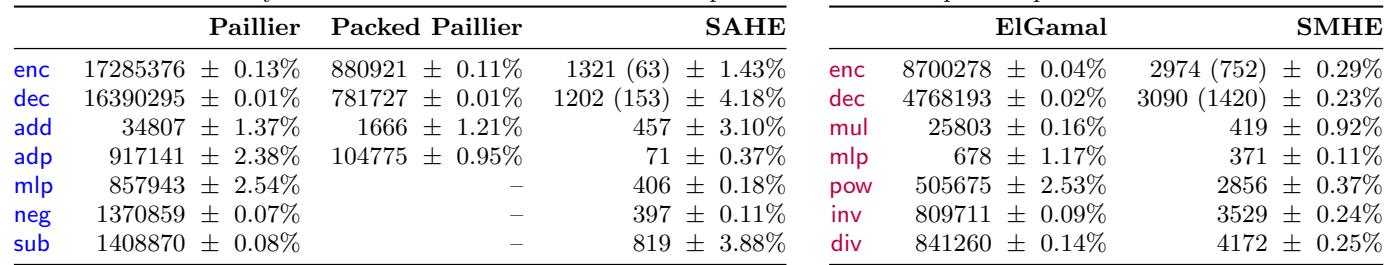 Paillier Packed Paillier SAHE
enc 17285376 ± 0.13% 880921 ± 0.11% 1321 (63) ± 1.43%
dec 16390295 ± 0.01% 781727 ± 0.01% 1202 (153) ± 4.18%
add 34807 ± 1.37% 1666 ± 1.21% 457 ± 3.10%
adp 917141 ± 2.38% 104775 ± 0.95% 71 ± 0.37%
mlp 857943 ± 2.54% – 406 ± 0.18%
neg 1370859 ± 0.07% – 397 ± 0.11%
sub 1408870 ± 0.08% – 819 ± 3.88%
ElGamal SMHE
enc 8700278 ± 0.04% 2974 (752) ± 0.29%
dec 4768193 ± 0.02% 3090 (1420) ± 0.23%
mul 25803 ± 0.16% 419 ± 0.92%
mlp 678 ± 1.17% 371 ± 0.11%
pow 505675 ± 2.53% 2856 ± 0.37%
inv 809711 ± 0.09% 3529 ± 0.24%
div 841260 ± 0.14% 4172 ± 0.25%